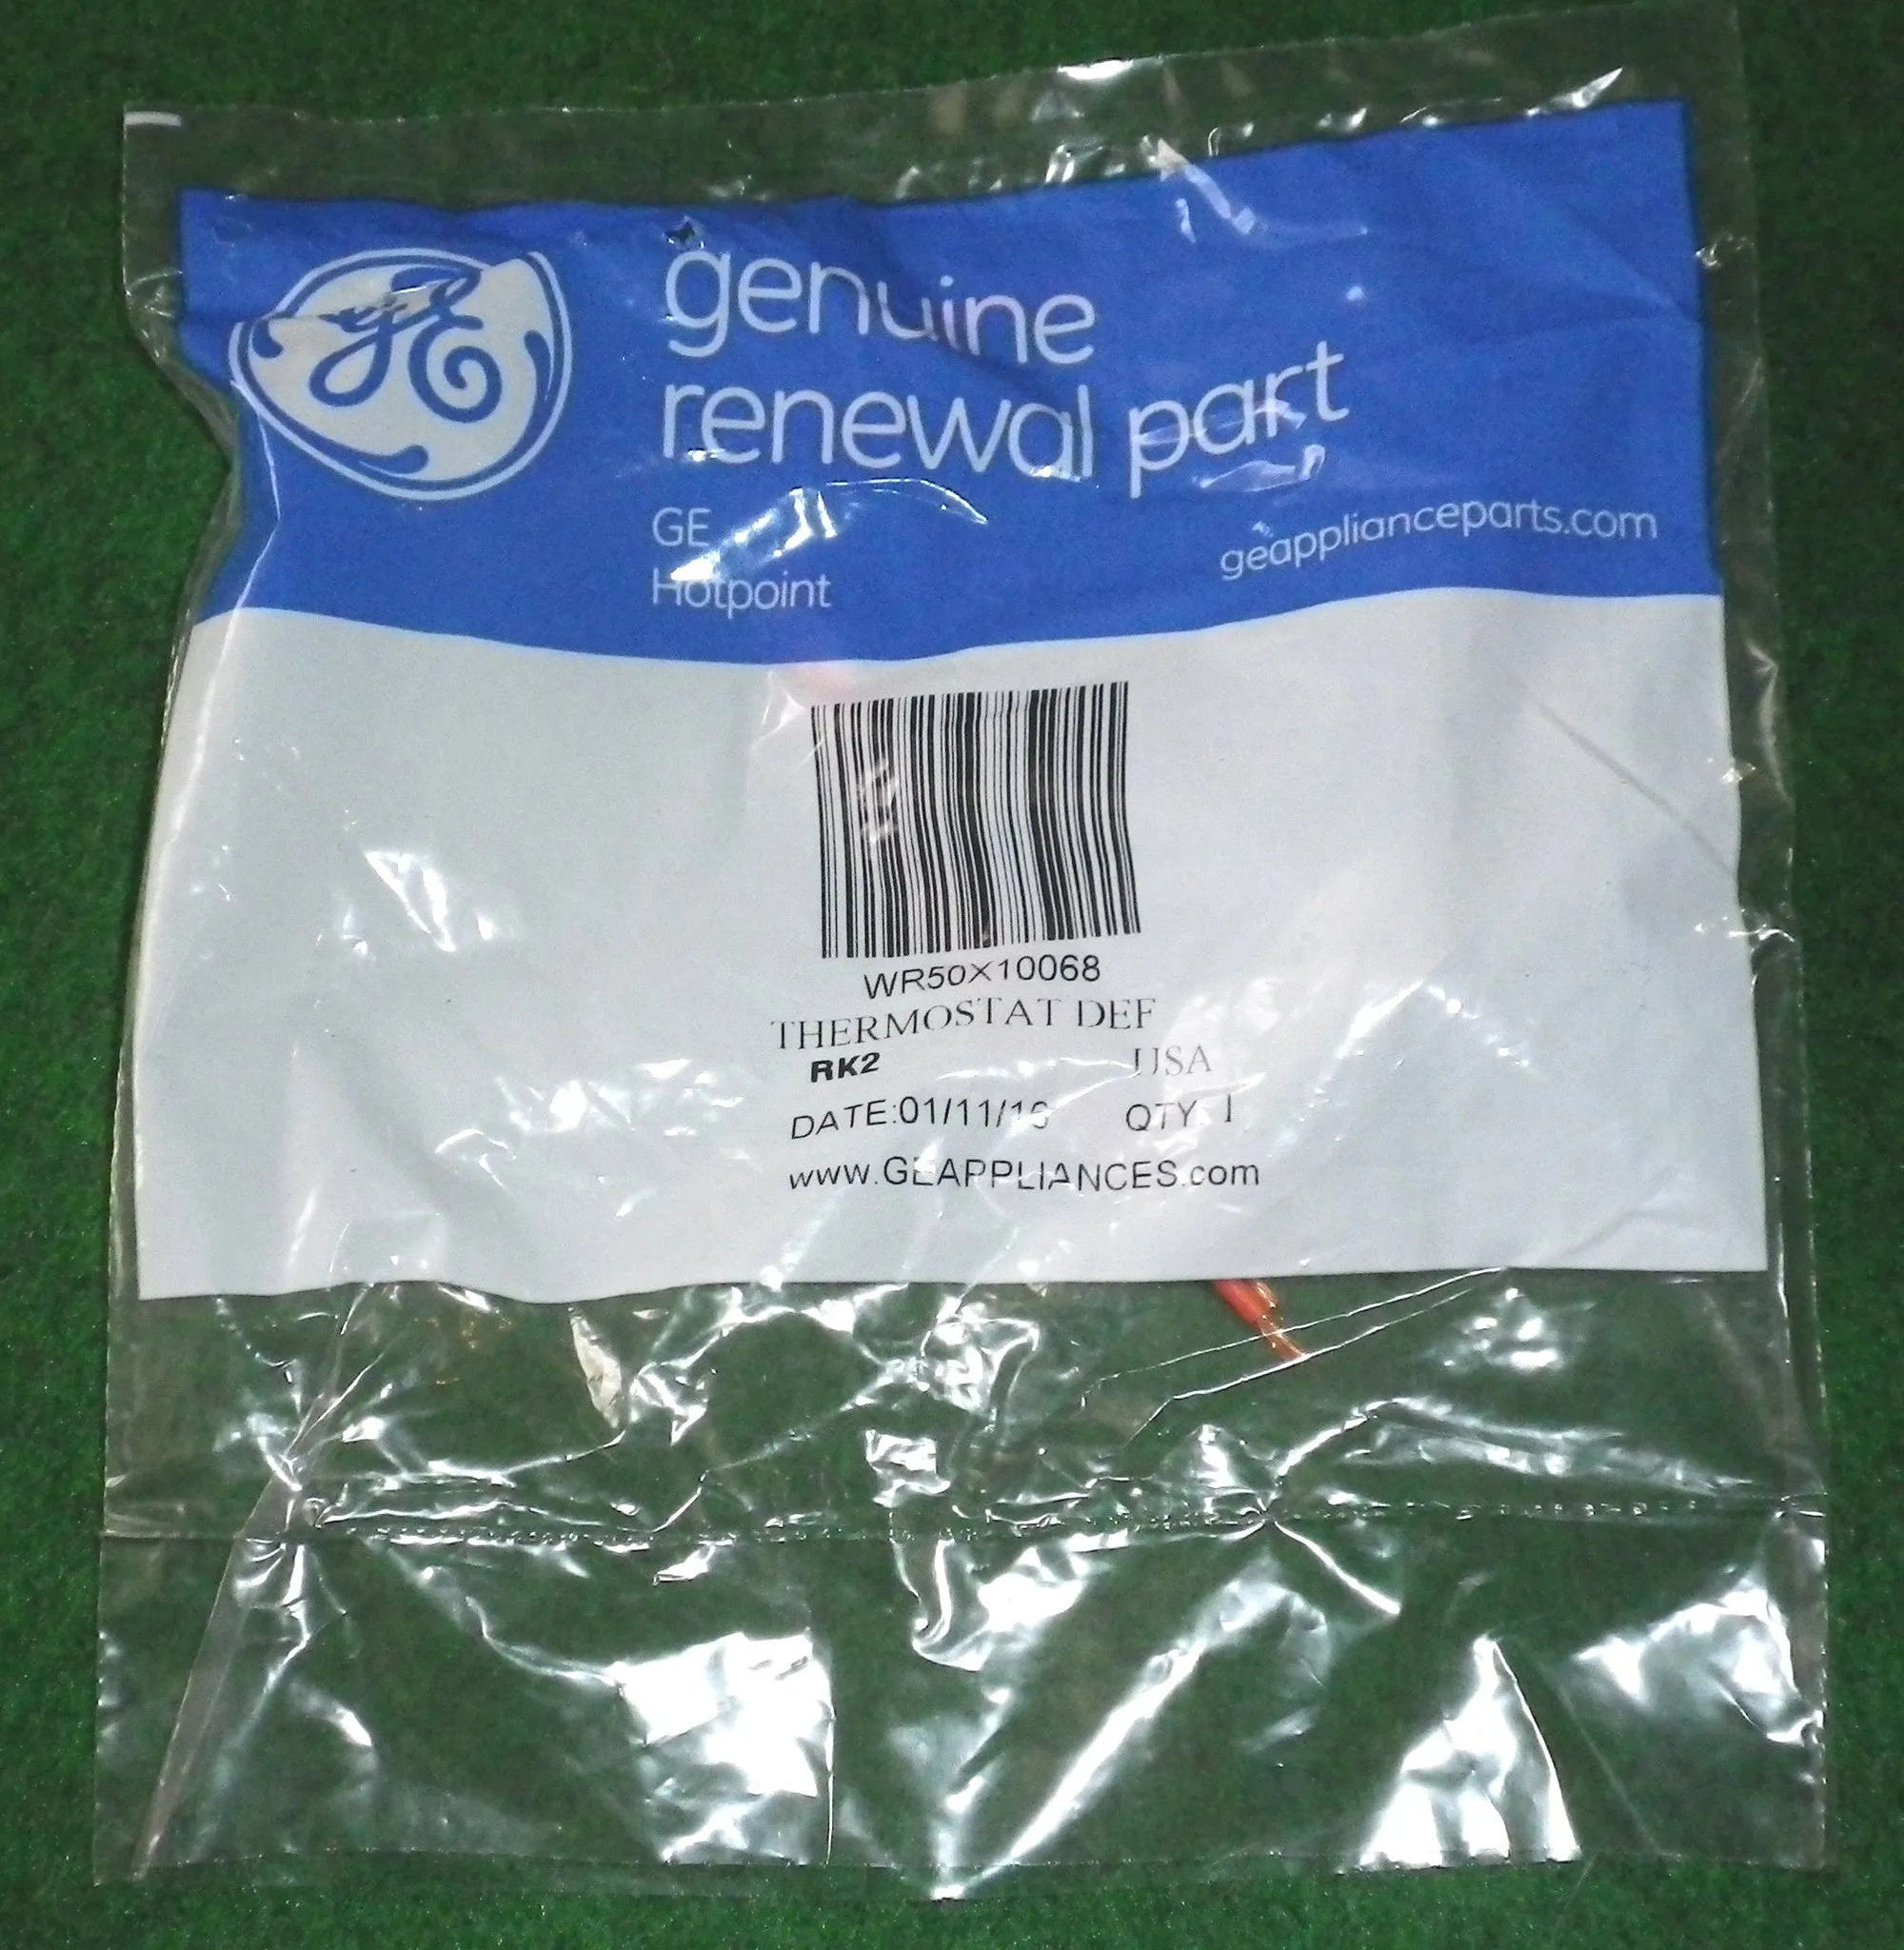 GE
genuine
renewal part
GE
Hotpoint
geapplianceparts.com
WR50X10068
THERMOSTAT DEF
RK2 USA
DATE:01/11/16 QTY: 1
www.GEAPPLIANCES.com